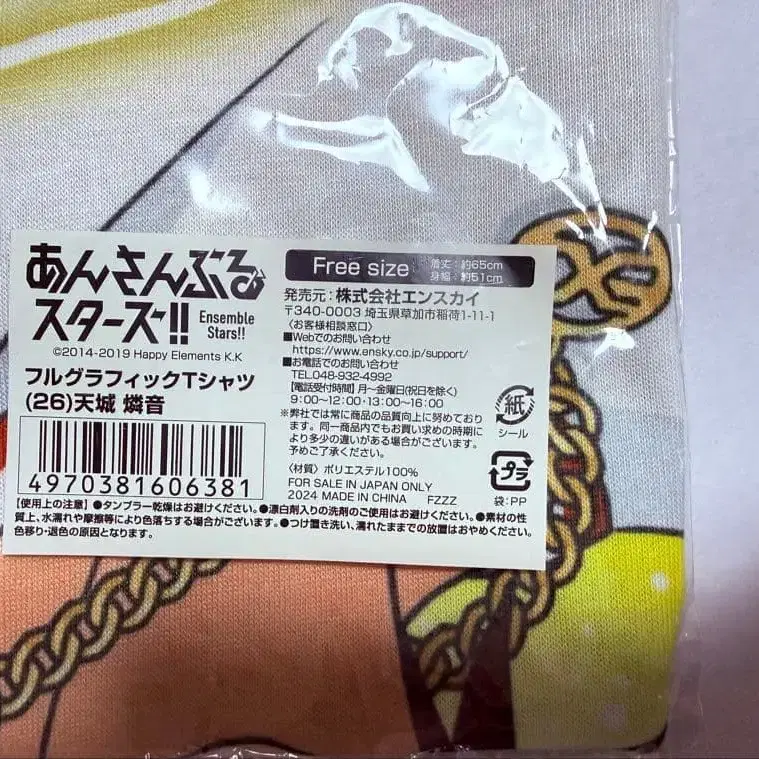 あんさんぶる
スターズ!!
Ensemble
Stars!!
©2014-2019 Happy Elements K.K
フルグラフィックTシャツ
(26)天城 燐音
4970381606381
Free size
着丈：約65cm
身幅：約51cm
発売元：株式会社エンスカイ
〒340-0003 埼玉県草加市稲荷1-11-1
〈お客様相談窓口〉
■Webでのお問い合わせ
https://www.ensky.co.jp/support/
■お電話でのお問い合わせ
TEL.048-932-4992
【電話受付時間】月〜金曜日(祝日を除く)
9：00〜12：00・13：00〜16：00
※弊社では常に商品の品質向上に努めており
ます。同一商品内でもお買い求めの時期に
より多少の違いがある場合がございます。
予めご了承ください。
〈材質〉ポリエステル100%
FOR SALE IN JAPAN ONLY
2024 MADE IN CHINA FZZZ
紙
シール
プラ
袋：PP
【使用上の注意】●タンブラー乾燥はお避けください。●漂白剤入りの洗剤のご使用はお避けください。●素材の性
質上、水濡れや摩擦等により色落ちする場合がございます。●つけ置き洗い、濡れたままでの放置はおやめください。
色移り・退色の原因となります。